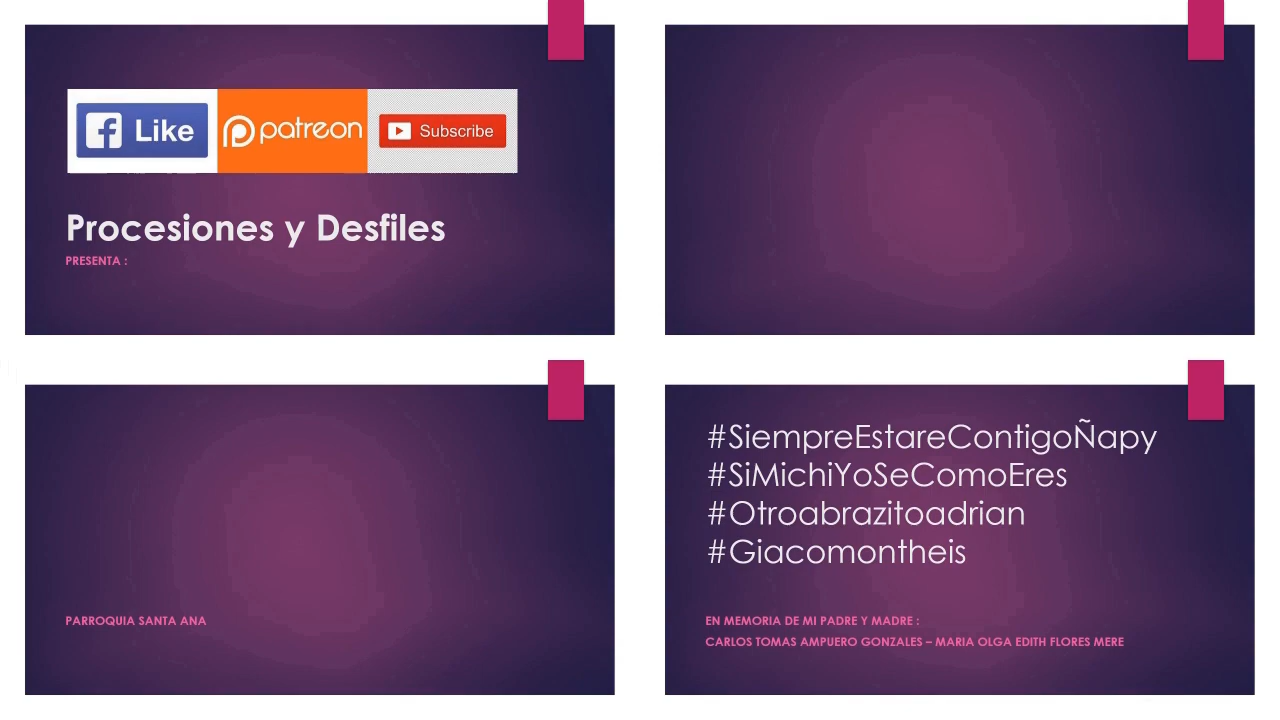 Like
patreon
Subscribe
Procesiones y Desfiles
PRESENTA :
PARROQUIA SANTA ANA
#SiempreEstareContigoÑapy
#SiMichiYoSeComoEres
#Otroabrazitoadrian
#Giacomontheis
EN MEMORIA DE MI PADRE Y MADRE :
CARLOS TOMAS AMPUERO GONZALES – MARIA OLGA EDITH FLORES MERE